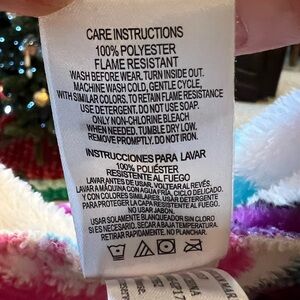 CARE INSTRUCTIONS
100% POLYESTER
FLAME RESISTANT
WASH BEFORE WEAR, TURN INSIDE OUT.
MACHINE WASH COLD, GENTLE CYCLE,
WITH SIMILAR COLORS, TO RETAIN FLAME RESISTANCE
USE DETERGENT. DO NOT USE SOAP.
ONLY NON-CHLORINE BLEACH
WHEN NEEDED. TUMBLE DRY LOW.
REMOVE PROMPTLY. DO NOT IRON.
INSTRUCCIONES PARA LAVAR
100% POLIÉSTER
RESISTENTE AL FUEGO
LAVAR ANTES DE USAR, VOLTEAR AL REVÉS,
LAVAR A MÁQUINA CON AGUA FRÍA, CICLO DELICADO,
Y CON COLORES SIMILARES. USAR DETERGENTE
PARA PROTEGER LA CAPA RESISTENTE AL FUEGO.
NO USAR JABÓN.
USAR SOLAMENTE BLANQUEADOR SIN CLORO
SI ES NECESARIO, SECAR A BAJA TEMPERATURA.
RETIRAR RAPIDAMENTE, NO PLANCHAR.